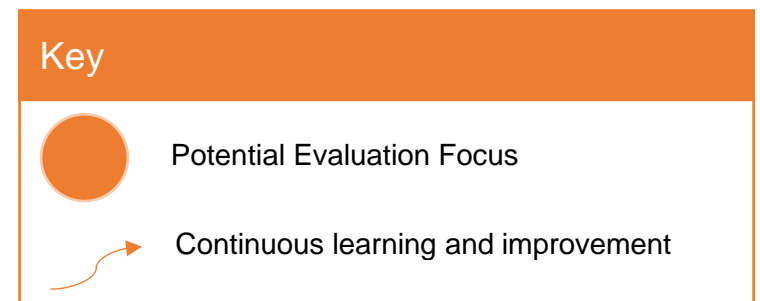 Key
Potential Evaluation Focus
Continuous learning and improvement